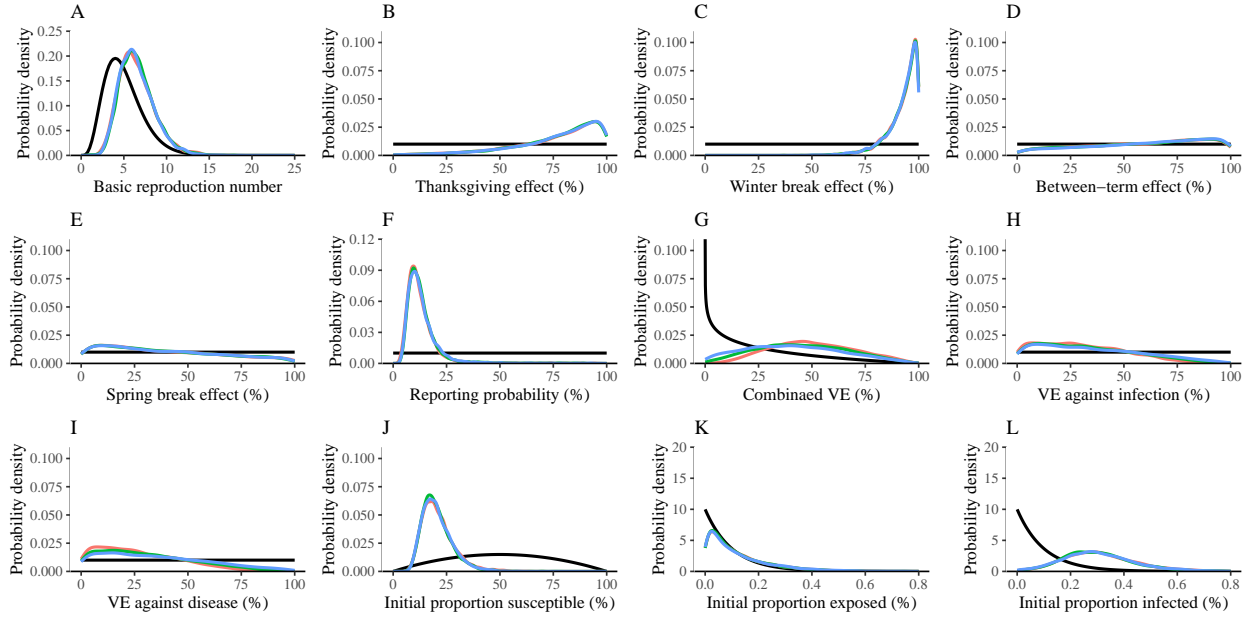 A
Probability density
0.25
0.20
0.15
0.10
0.05
0.00
0 5 10 15 20 25
Basic reproduction number
B
Probability density
0.100
0.075
0.050
0.025
0.000
0 25 50 75 100
Thanksgiving effect (%)
C
Probability density
0.100
0.075
0.050
0.025
0.000
0 25 50 75 100
Winter break effect (%)
D
Probability density
0.100
0.075
0.050
0.025
0.000
0 25 50 75 100
Between−term effect (%)
E
Probability density
0.100
0.075
0.050
0.025
0.000
0 25 50 75 100
Spring break effect (%)
F
Probability density
0.12
0.09
0.06
0.03
0.00
0 25 50 75 100
Reporting probability (%)
G
Probability density
0.100
0.075
0.050
0.025
0.000
0 25 50 75 100
Combinaed VE (%)
H
Probability density
0.100
0.075
0.050
0.025
0.000
0 25 50 75 100
VE against infection (%)
I
Probability density
0.100
0.075
0.050
0.025
0.000
0 25 50 75 100
VE against disease (%)
J
Probability density
0.100
0.075
0.050
0.025
0.000
0 25 50 75 100
Initial proportion susceptible (%)
K
Probability density
20
15
10
5
0
0.0 0.2 0.4 0.6 0.8
Initial proportion exposed (%)
L
Probability density
20
15
10
5
0
0.0 0.2 0.4 0.6 0.8
Initial proportion infected (%)